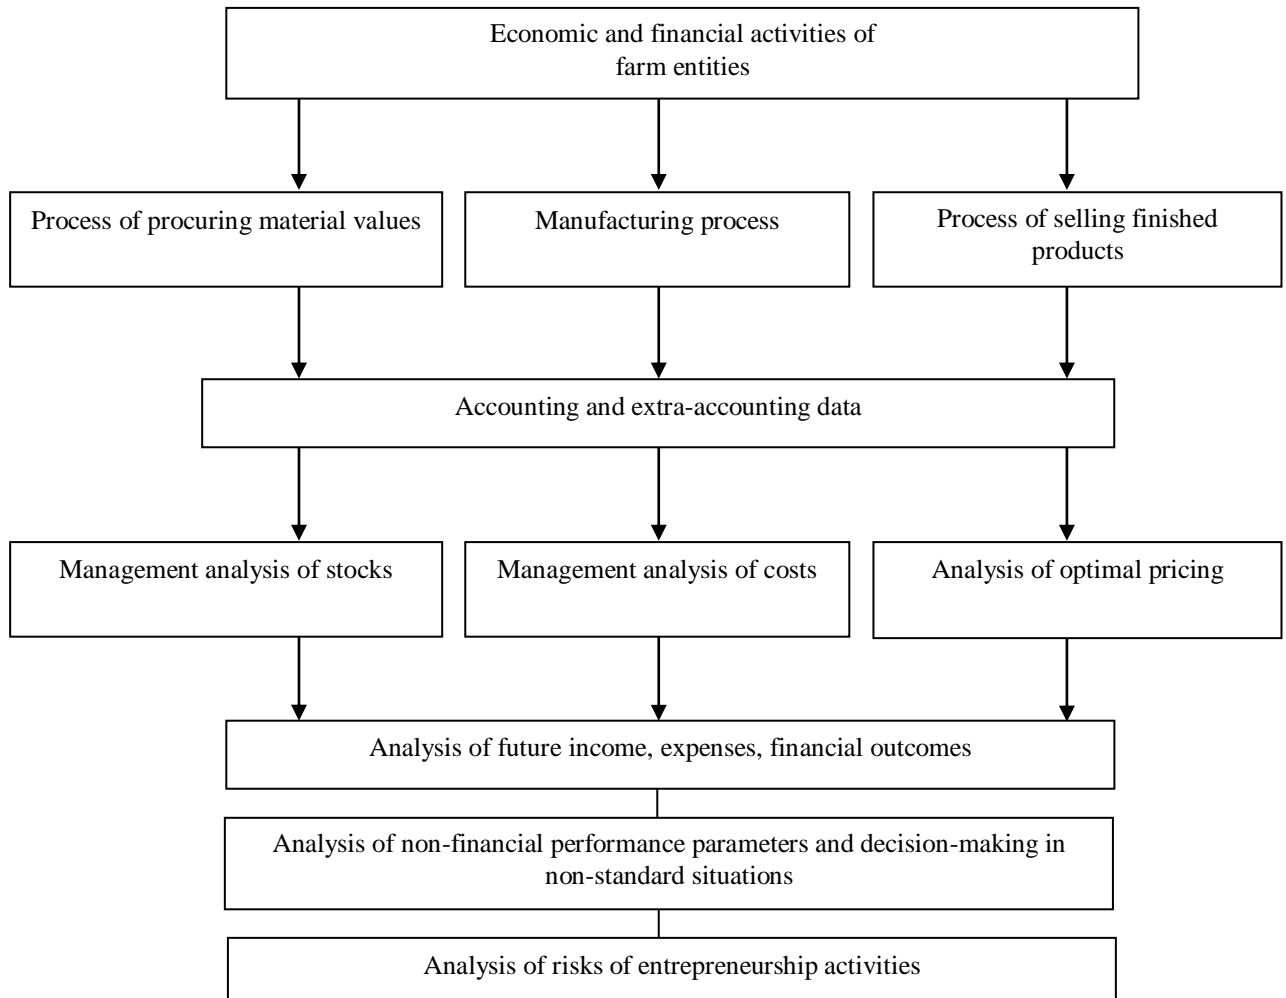 Economic and financial activities of
farm entities
Process of procuring material values
Manufacturing process
Process of selling finished
products
Accounting and extra-accounting data
Management analysis of stocks
Management analysis of costs
Analysis of optimal pricing
Analysis of future income, expenses, financial outcomes
Analysis of non-financial performance parameters and decision-making in
non-standard situations
Analysis of risks of entrepreneurship activities